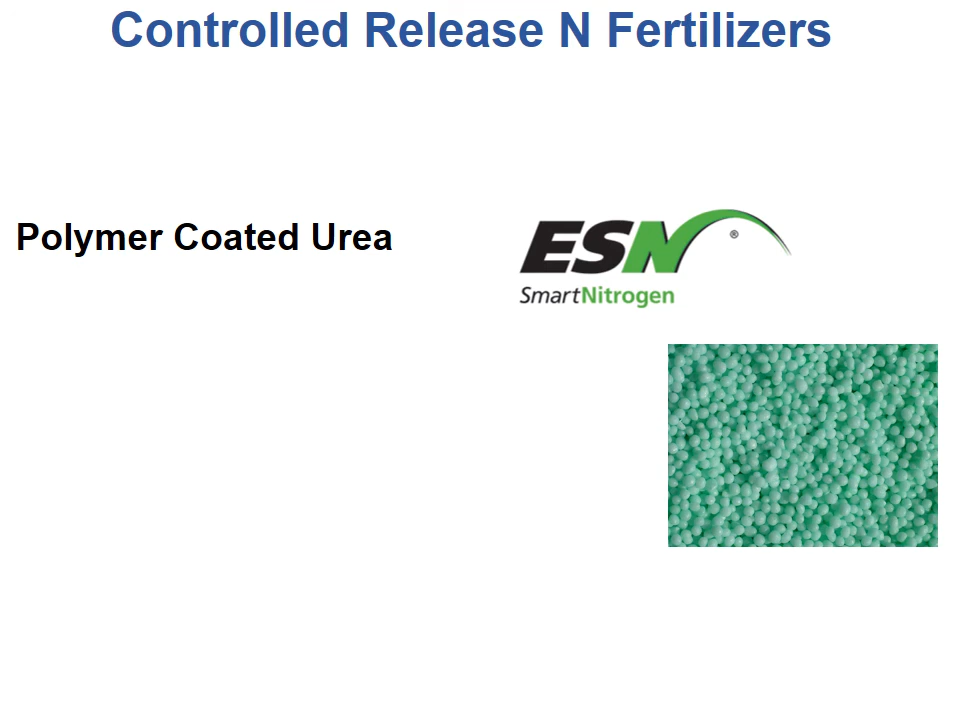 Controlled Release N Fertilizers
Polymer Coated Urea
ESN®
SmartNitrogen